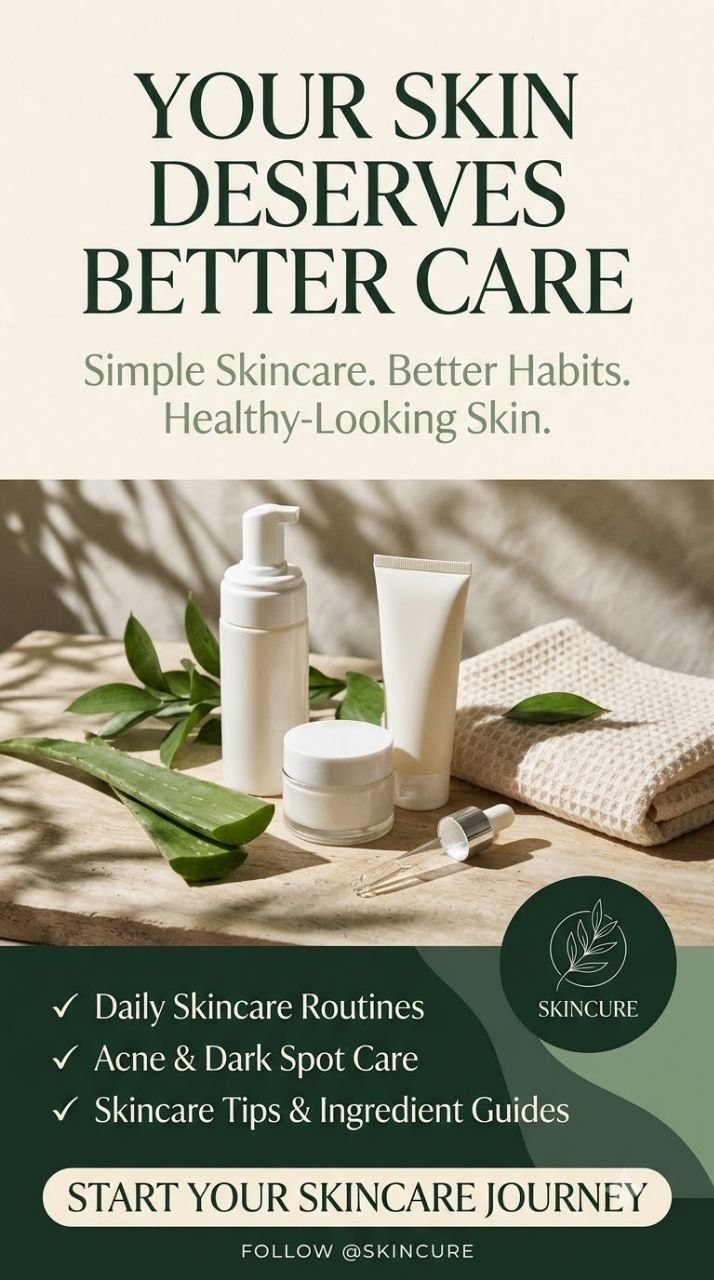 YOUR SKIN
DESERVES
BETTER CARE
Simple Skincare. Better Habits.
Healthy-Looking Skin.
SKINCURE
✓ Daily Skincare Routines
✓ Acne & Dark Spot Care
✓ Skincare Tips & Ingredient Guides
START YOUR SKINCARE JOURNEY
FOLLOW @SKINCURE